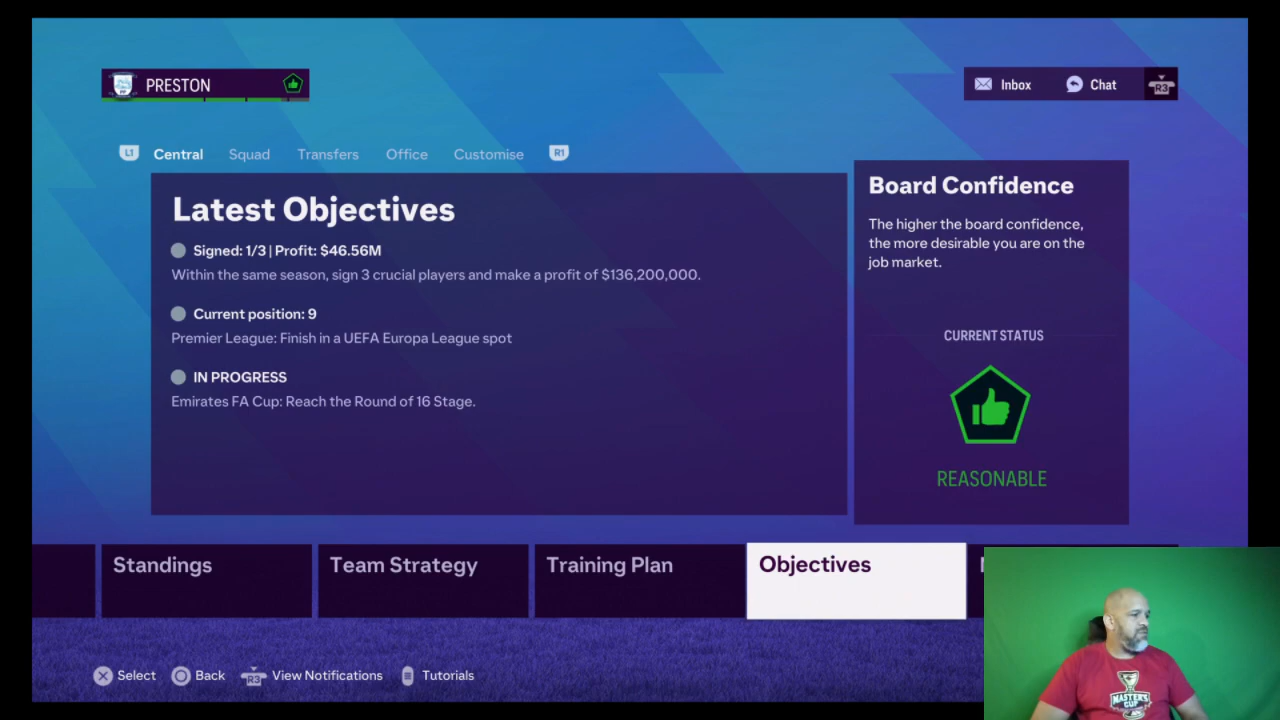 PRESTON
Inbox
Chat
R3
L1
Central
Squad
Transfers
Office
Customise
R1
Latest Objectives
Signed: 1/3 | Profit: $46.56M
Within the same season, sign 3 crucial players and make a profit of $136,200,000.
Current position: 9
Premier League: Finish in a UEFA Europa League spot
IN PROGRESS
Emirates FA Cup: Reach the Round of 16 Stage.
Board Confidence
The higher the board confidence,
the more desirable you are on the
job market.
CURRENT STATUS
REASONABLE
Standings
Team Strategy
Training Plan
Objectives
Select
Back
R3
View Notifications
Tutorials
MASTER'S
CUP